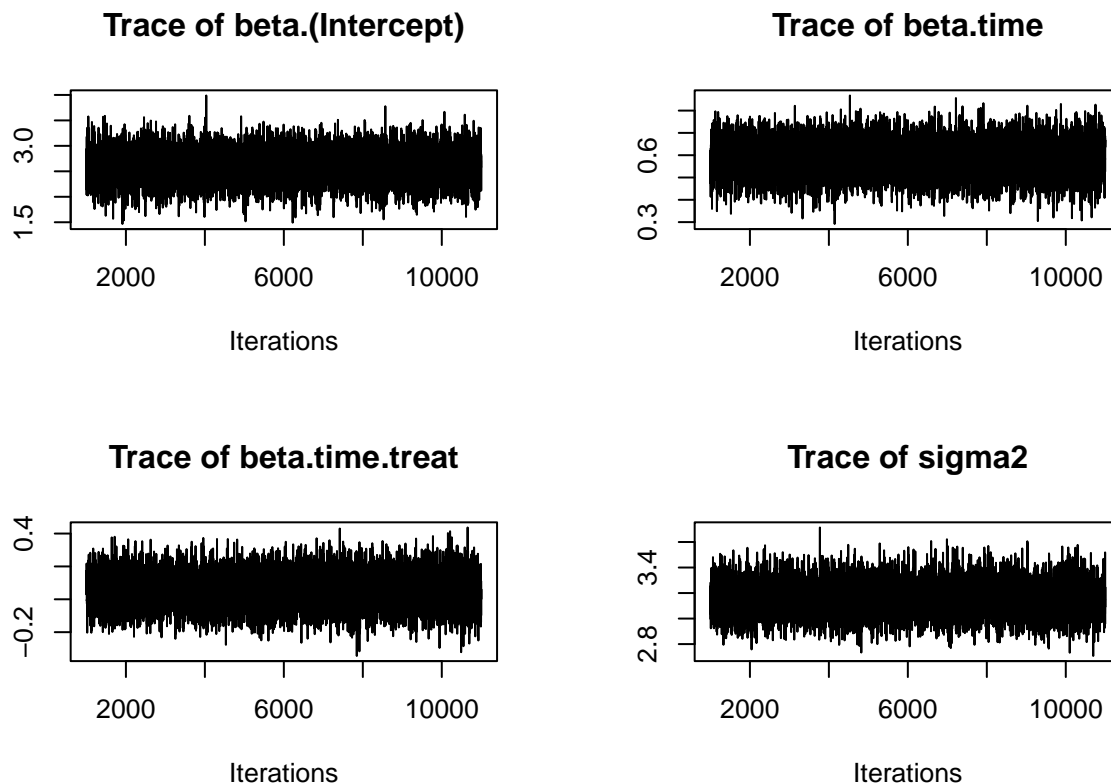 Trace of beta.(Intercept)
3.0
1.5
2000 6000 10000
Iterations
Trace of beta.time
0.6
0.3
2000 6000 10000
Iterations
Trace of beta.time.treat
0.4
−0.2
2000 6000 10000
Iterations
Trace of sigma2
3.4
2.8
2000 6000 10000
Iterations